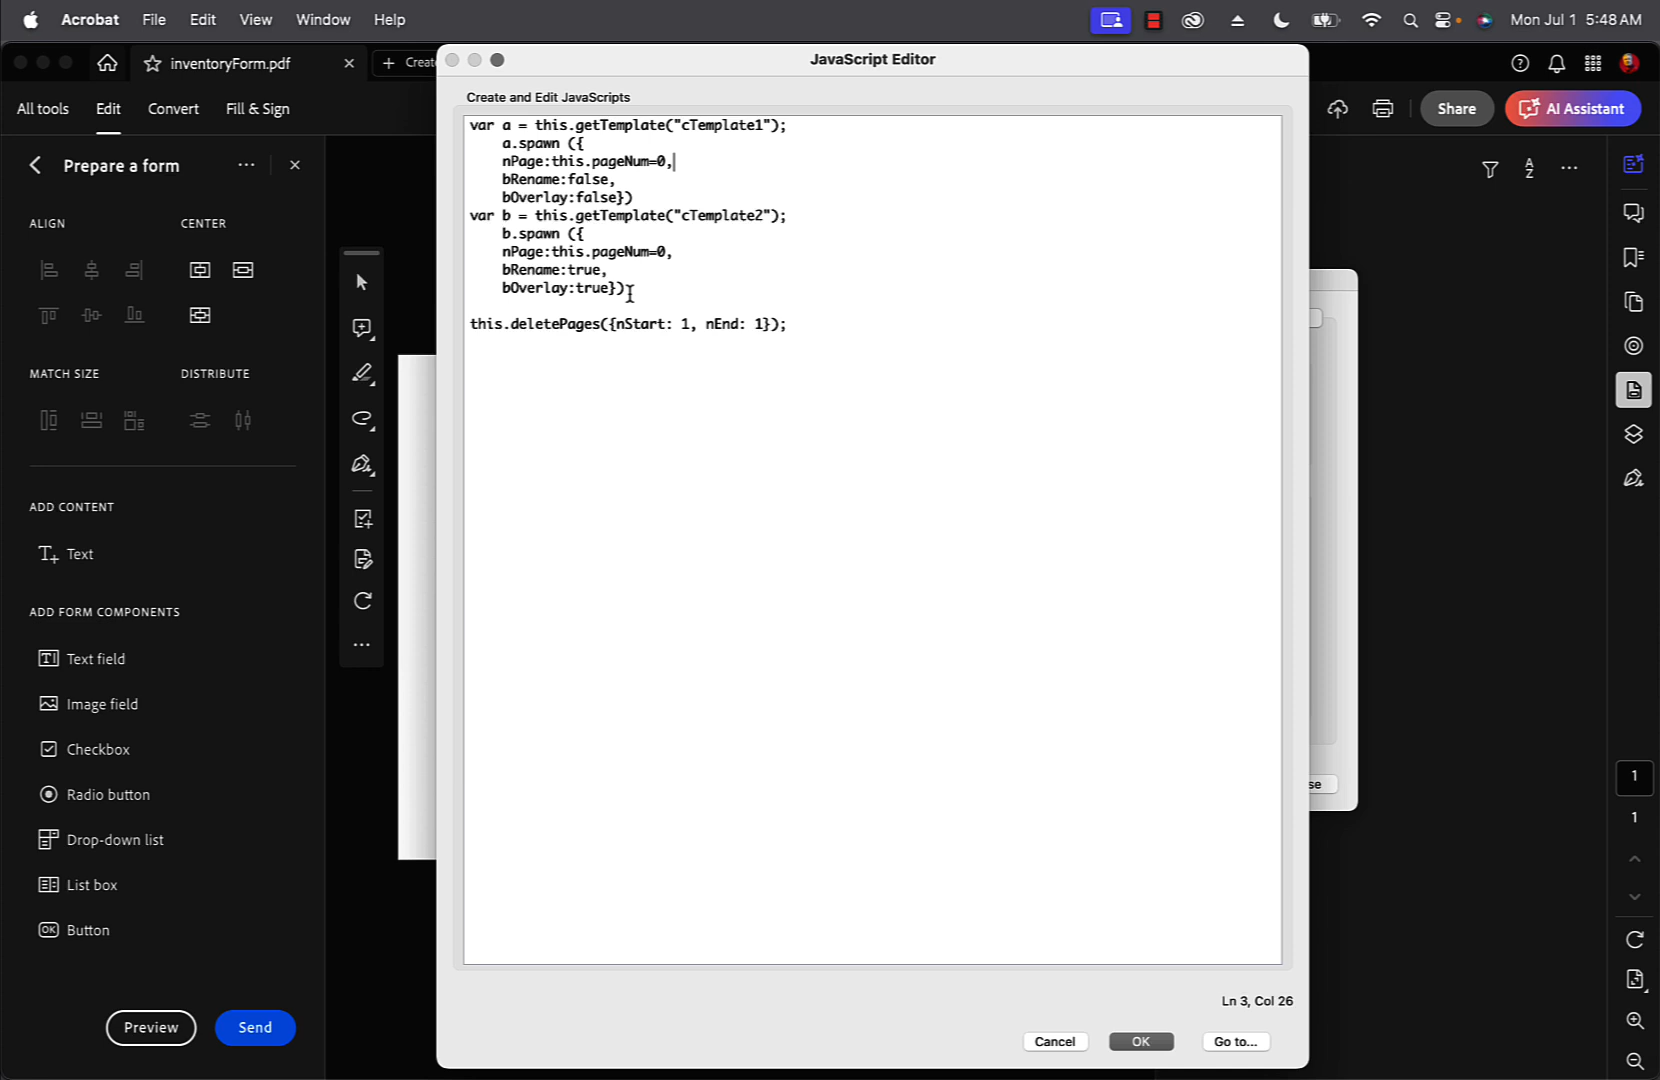 Acrobat File Edit View Window Help
Mon Jul 1 5:48 AM
inventoryForm.pdf
Create
JavaScript Editor
All tools Edit Convert Fill & Sign
Share AI Assistant
Create and Edit JavaScripts
Prepare a form
ALIGN CENTER
MATCH SIZE DISTRIBUTE
ADD CONTENT
Text
ADD FORM COMPONENTS
Text field
Image field
Checkbox
Radio button
Drop-down list
List box
OK Button
Preview Send
var a = this.getTemplate("cTemplate1");
a.spawn ({
nPage:this.pageNum=0,
bRename:false,
bOverlay:false})
var b = this.getTemplate("cTemplate2");
b.spawn ({
nPage:this.pageNum=0,
bRename:true,
bOverlay:true})
this.deletePages({nStart: 1, nEnd: 1});
Ln 3, Col 26
Cancel OK Go to...
se
A
Z
1
1